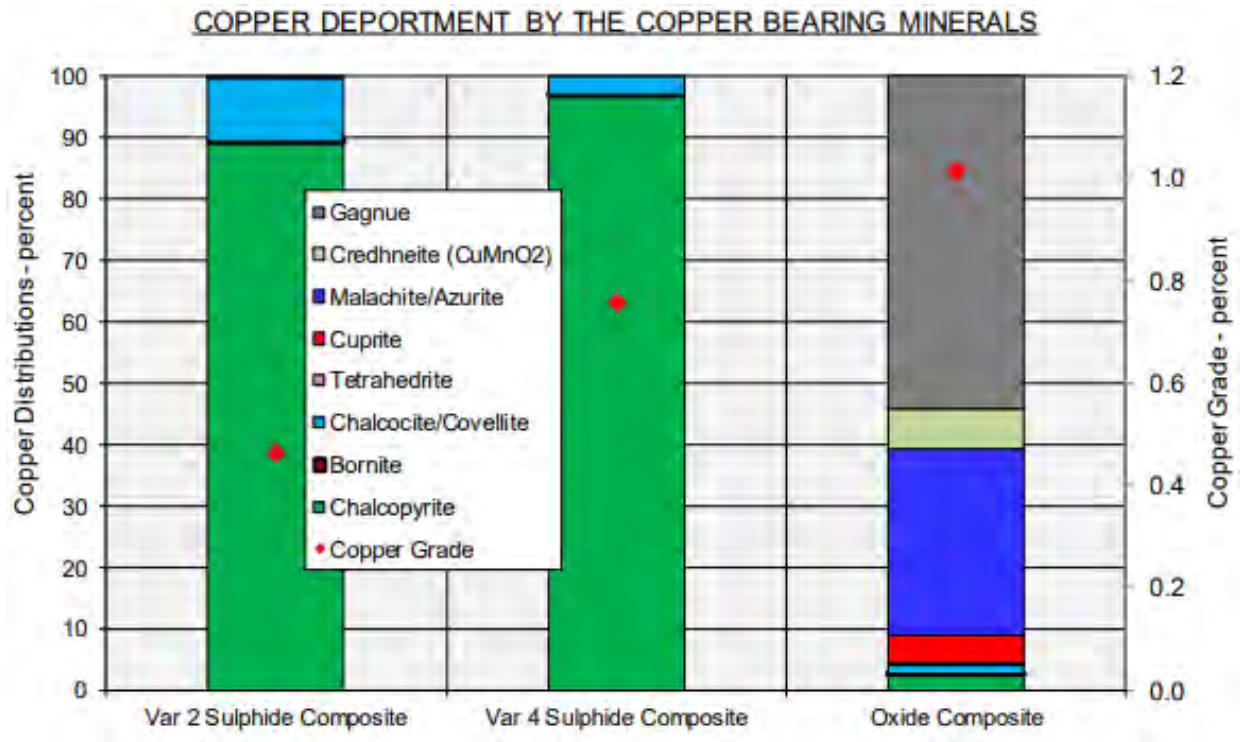 COPPER DEPORTMENT BY THE COPPER BEARING MINERALS
Copper Distributions - percent
100
90
80
70
60
50
40
30
20
10
0
Gagnue
Credhneite (CuMnO2)
Malachite/Azurite
Cuprite
Tetrahedrite
Chalcocite/Covellite
Bornite
Chalcopyrite
Copper Grade
1.2
1.0
0.8
0.6
0.4
0.2
0.0
Copper Grade - percent
Var 2 Sulphide Composite
Var 4 Sulphide Composite
Oxide Composite